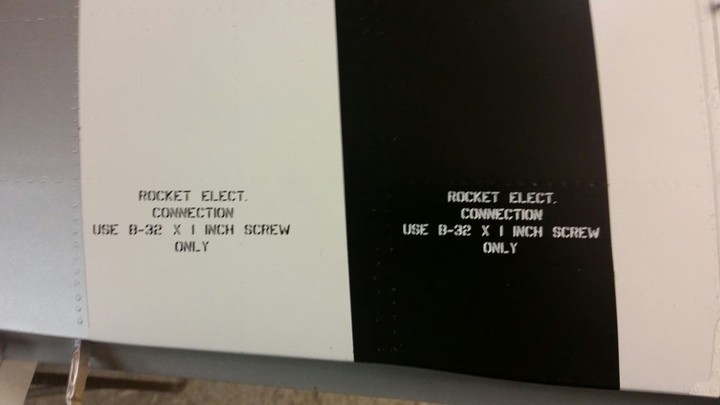 ROCKET ELECT.
CONNECTION
USE 8-32 X 1 INCH SCREW
ONLY
ROCKET ELECT.
CONNECTION
USE 8-32 X 1 INCH SCREW
ONLY